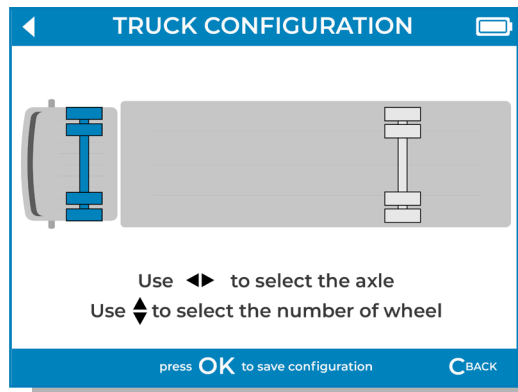 TRUCK CONFIGURATION
Use to select the axle
Use to select the number of wheel
press OK to save configuration
CBACK